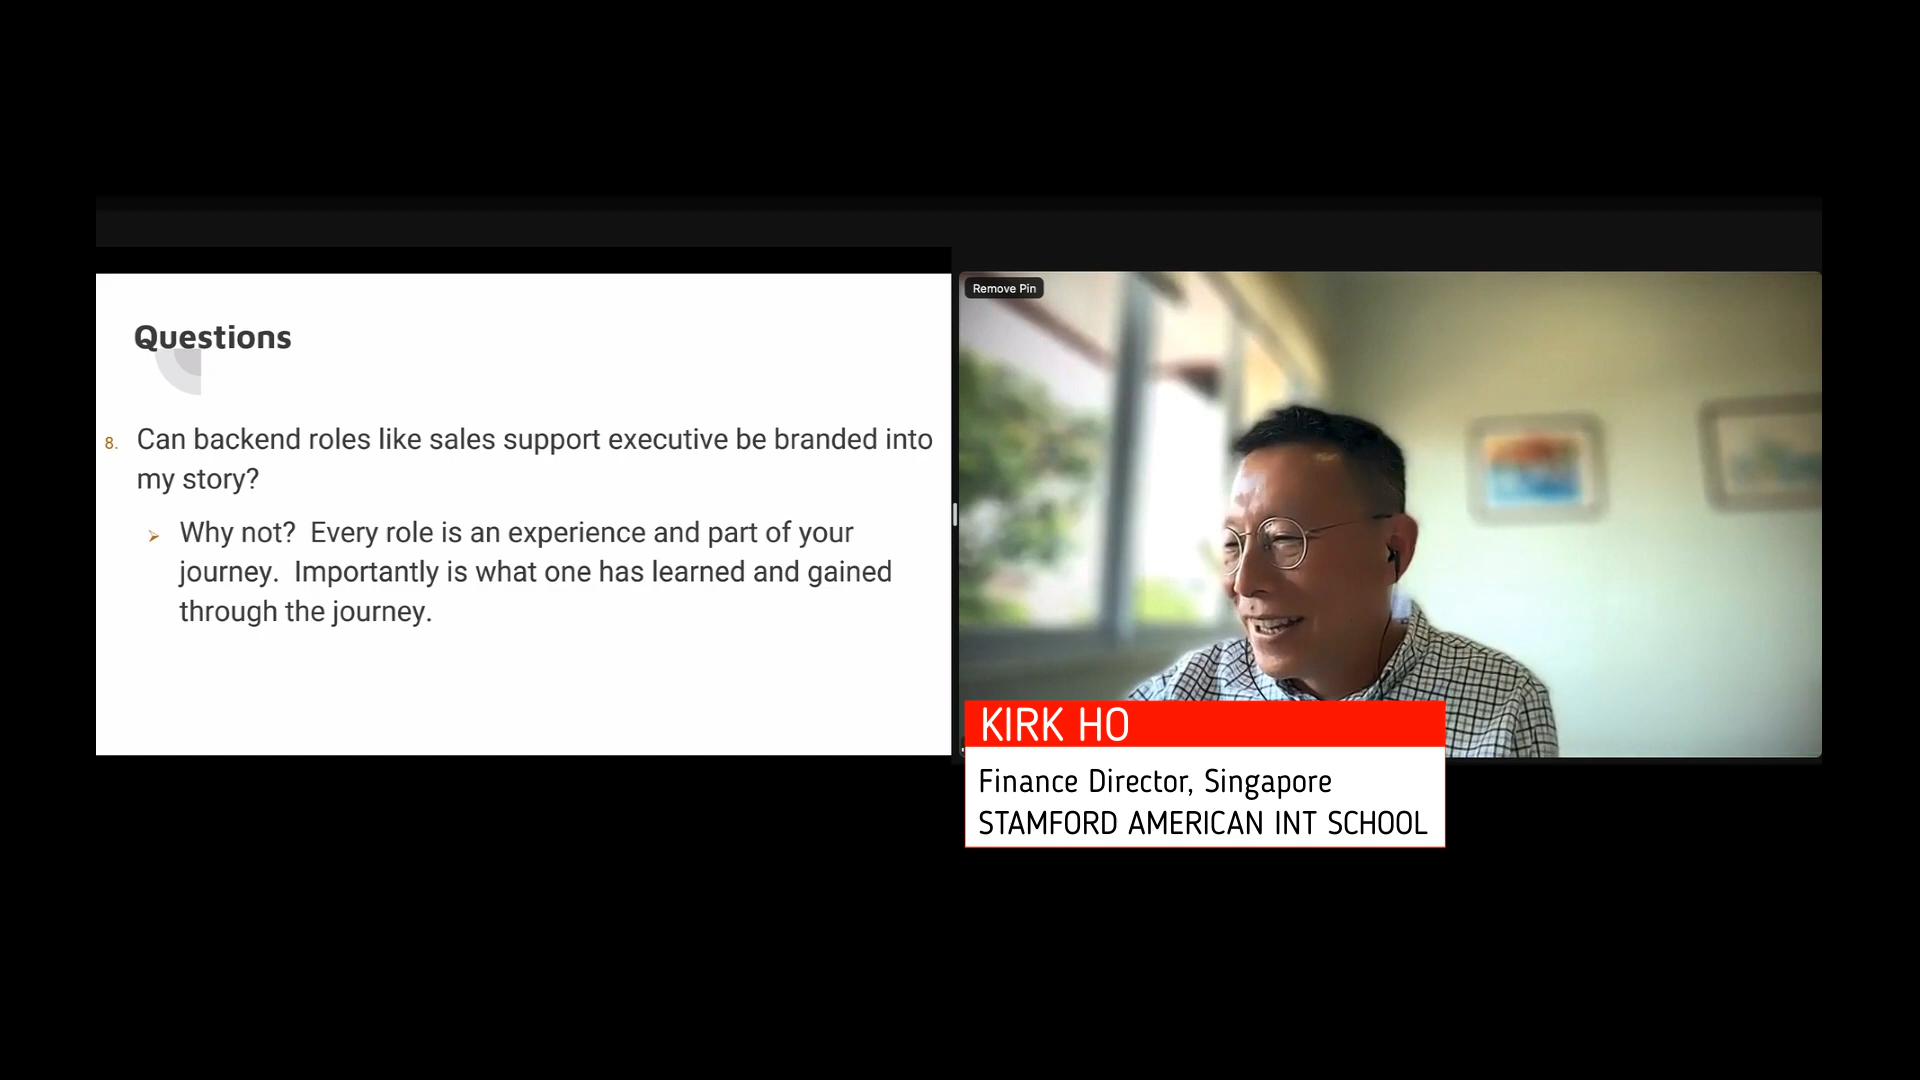 Questions
8. Can backend roles like sales support executive be branded into
my story?
➢ Why not?  Every role is an experience and part of your
journey.  Importantly is what one has learned and gained
through the journey.
Remove Pin
KIRK HO
Finance Director, Singapore
STAMFORD AMERICAN INT SCHOOL